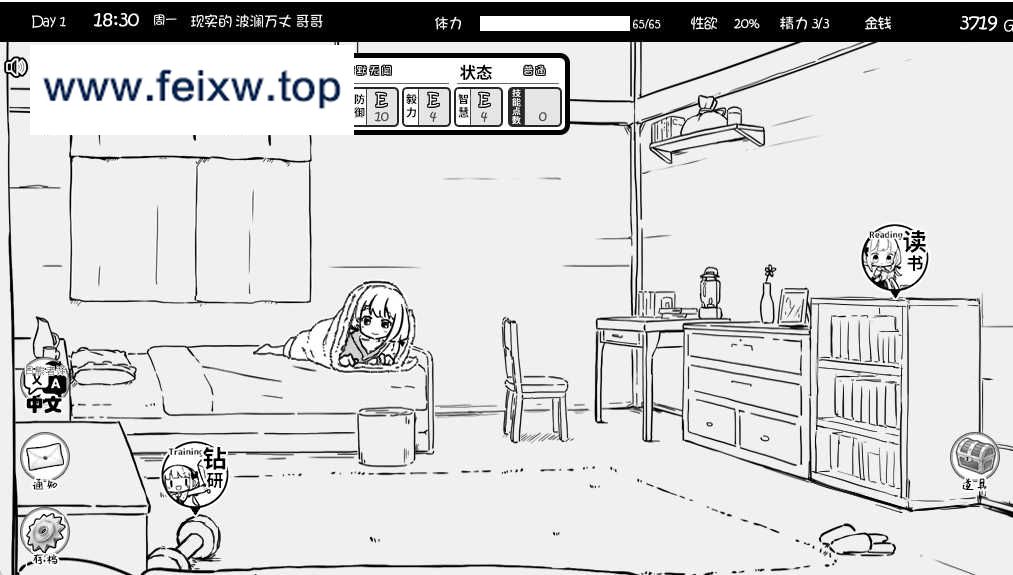 Day 1 18:30 周一 现实的 波澜万丈 哥哥 体力 65/65 性欲 20% 精力 3/3 金钱 3719 G
www.feixw.top
状态 普通
防御 E 10 毅力 E 4 智慧 E 4 技能点数 0
Reading 读书
中文
Training 钻研
通知
道具
存档